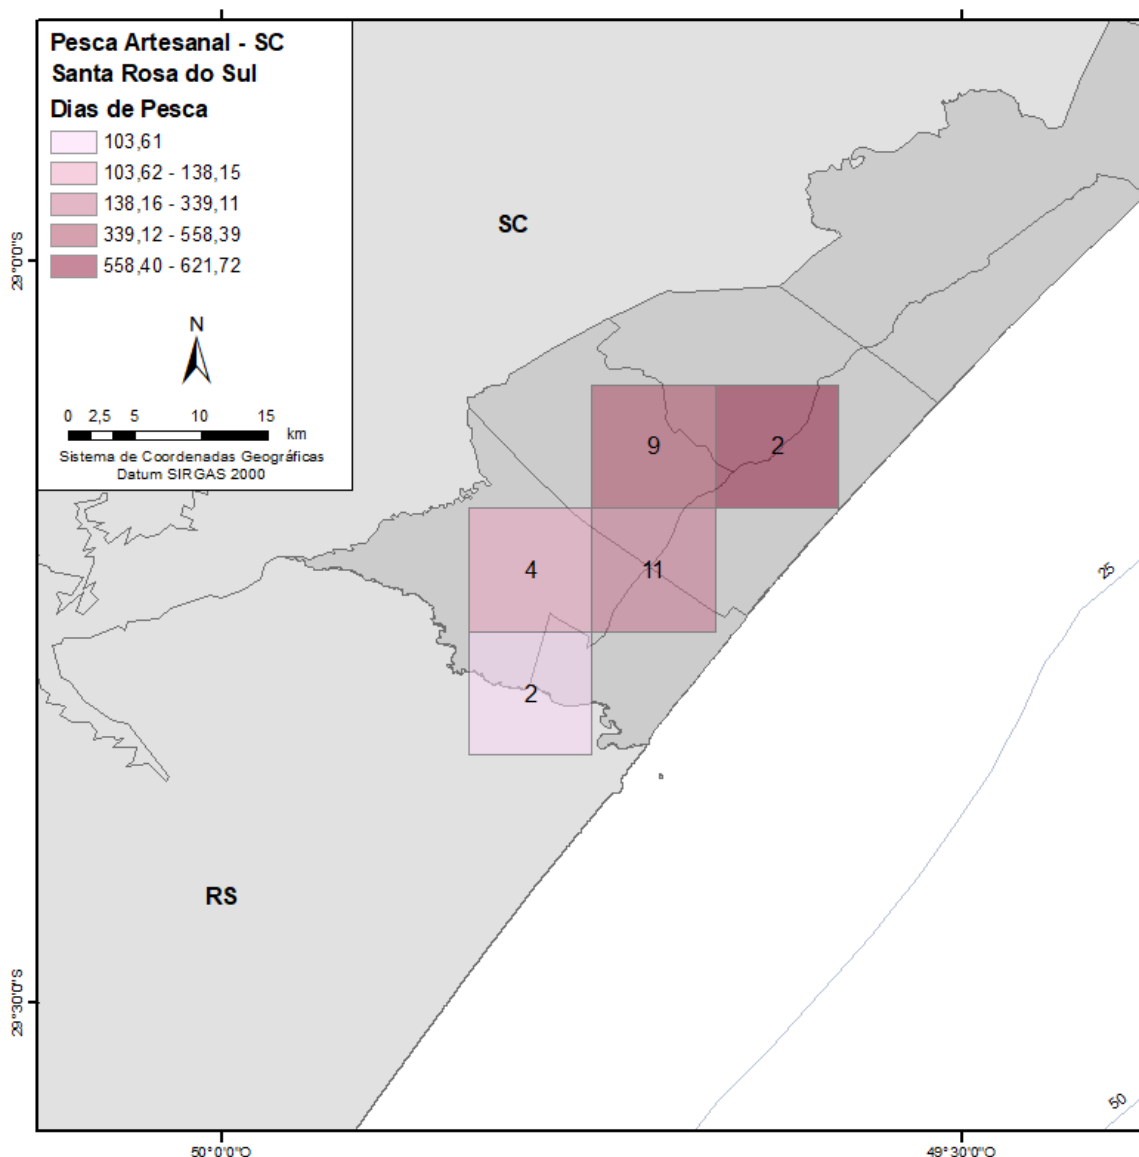 Pesca Artesanal - SC
Santa Rosa do Sul
Dias de Pesca
103,61
103,62 - 138,15
138,16 - 339,11
339,12 - 558,39
558,40 - 621,72
N
0 2,5 5 10 15
km
Sistema de Coordenadas Geográficas
Datum SIRGAS 2000
SC
29°0'0"S
9 2
4 11
25
2
RS
29°30'0"S
50
50°0'0"O 49°30'0"O